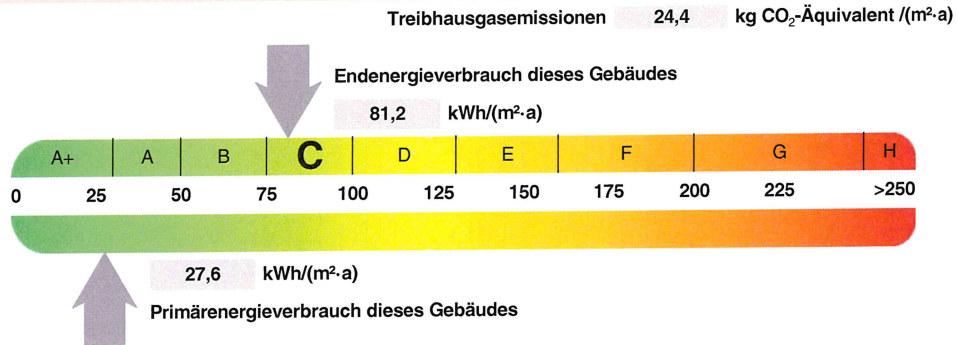 Treibhausgasemissionen 24,4 kg CO₂-Äquivalent /(m²·a)
Endenergieverbrauch dieses Gebäudes
81,2 kWh/(m²·a)
A+ A B C D E F G H
0 25 50 75 100 125 150 175 200 225 >250
27,6 kWh/(m²·a)
Primärenergieverbrauch dieses Gebäudes